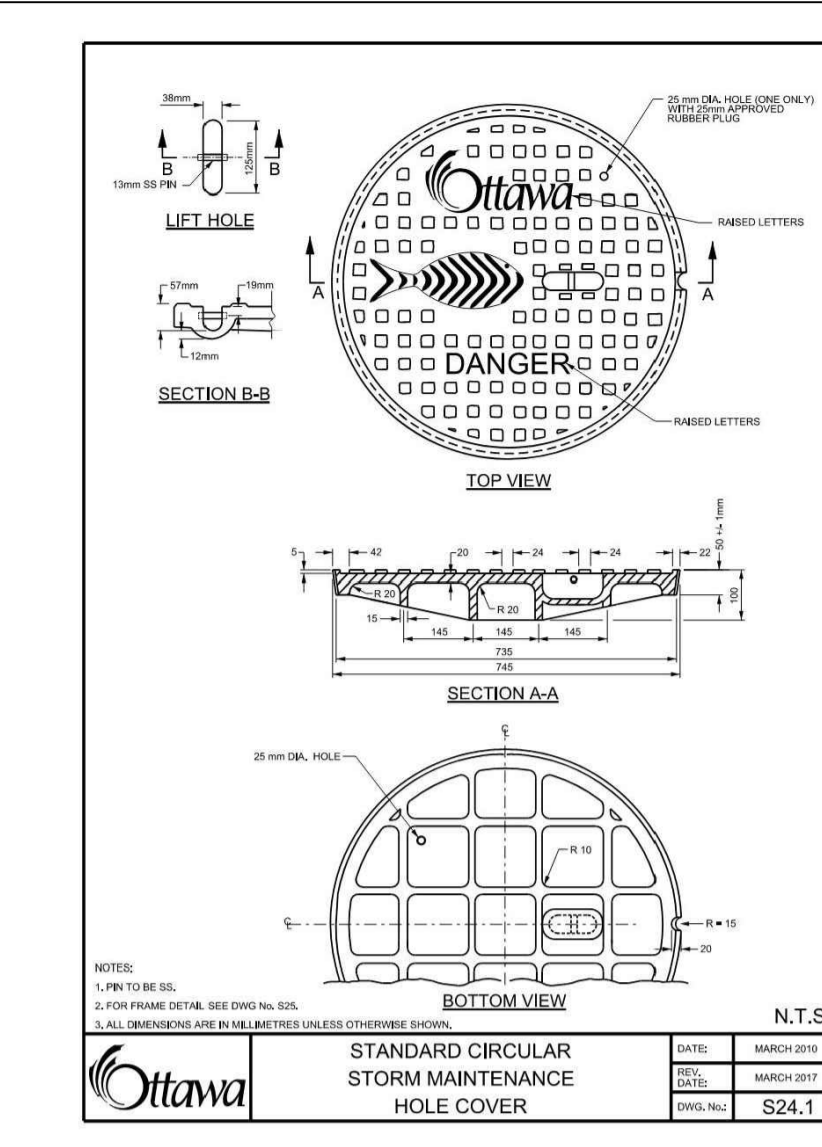 38mm
B
B
125mm
13mm SS PIN
LIFT HOLE
57mm
19mm
12mm
SECTION B-B
25 mm DIA. HOLE (ONE ONLY)
WITH 25mm APPROVED
RUBBER PLUG
Ottawa
RAISED LETTERS
A
A
DANGER
RAISED LETTERS
TOP VIEW
5
42
20
24
24
22
50 +/- 1mm
R 20
R 20
100
15
145
145
145
735
745
SECTION A-A
25 mm DIA. HOLE
R 10
R = 15
20
BOTTOM VIEW
NOTES:
1. PIN TO BE SS.
2. FOR FRAME DETAIL SEE DWG No. S25.
3. ALL DIMENSIONS ARE IN MILLIMETRES UNLESS OTHERWISE SHOWN.
N.T.S
Ottawa
STANDARD CIRCULAR
STORM MAINTENANCE
HOLE COVER
DATE:
MARCH 2010
REV.
DATE:
MARCH 2017
DWG. No.:
S24.1